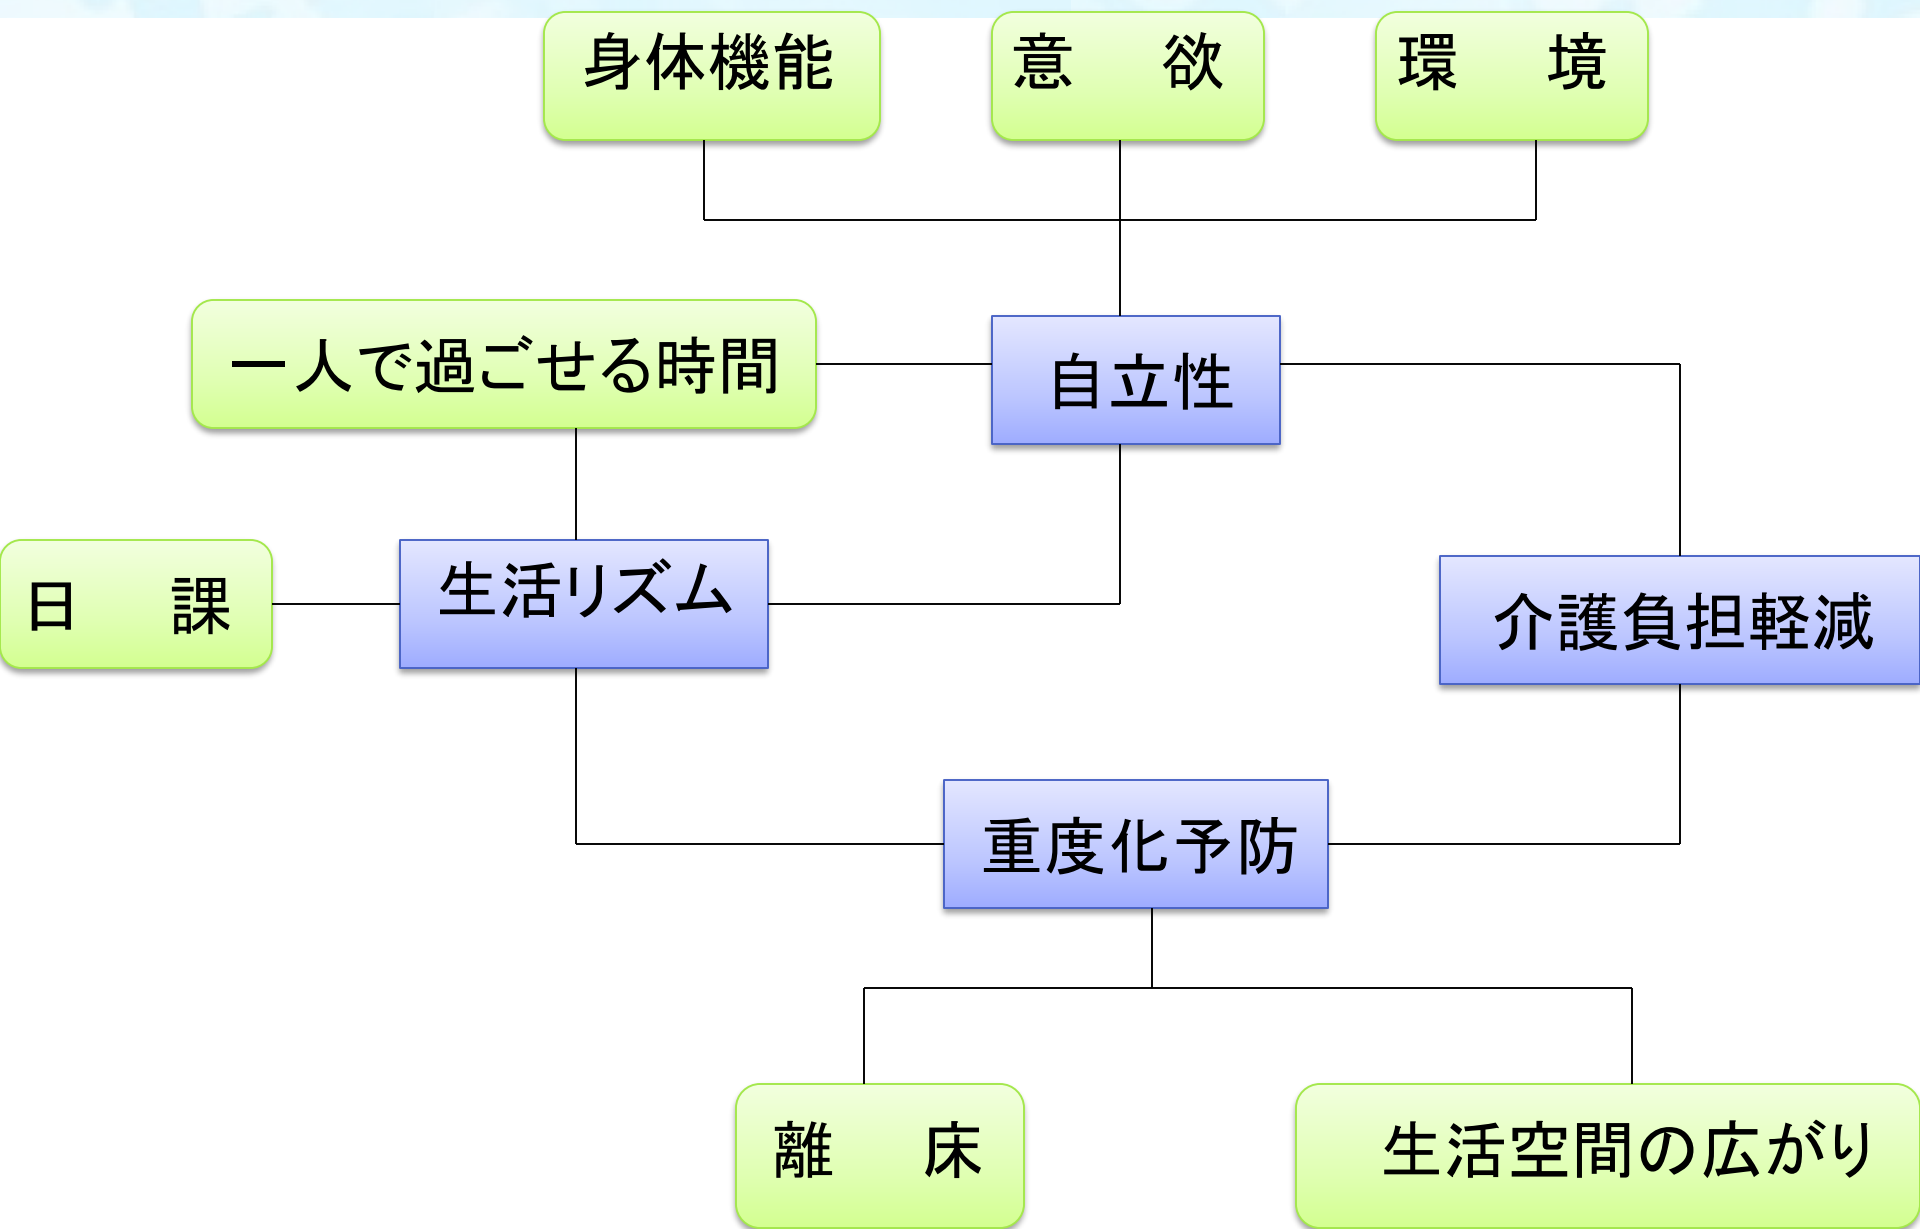 身体機能
意　欲
環　境
一人で過ごせる時間
自立性
日　課
生活リズム
介護負担軽減
重度化予防
離　床
生活空間の広がり